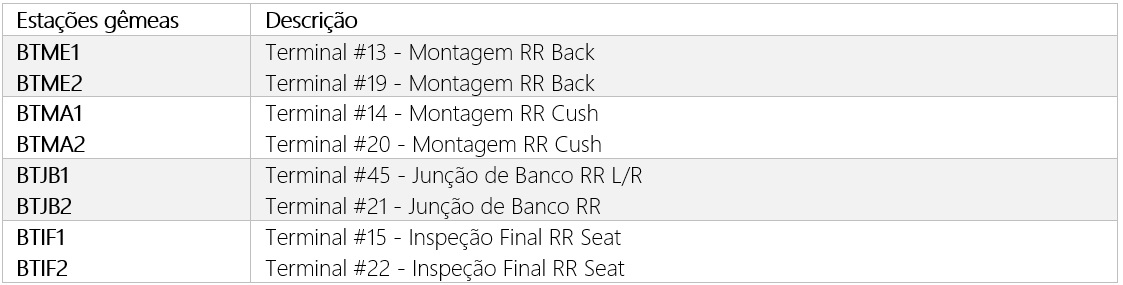 Estações gêmeas Descrição
BTME1 Terminal #13 - Montagem RR Back
BTME2 Terminal #19 - Montagem RR Back
BTMA1 Terminal #14 - Montagem RR Cush
BTMA2 Terminal #20 - Montagem RR Cush
BTJB1 Terminal #45 - Junção de Banco RR L/R
BTJB2 Terminal #21 - Junção de Banco RR
BTIF1 Terminal #15 - Inspeção Final RR Seat
BTIF2 Terminal #22 - Inspeção Final RR Seat